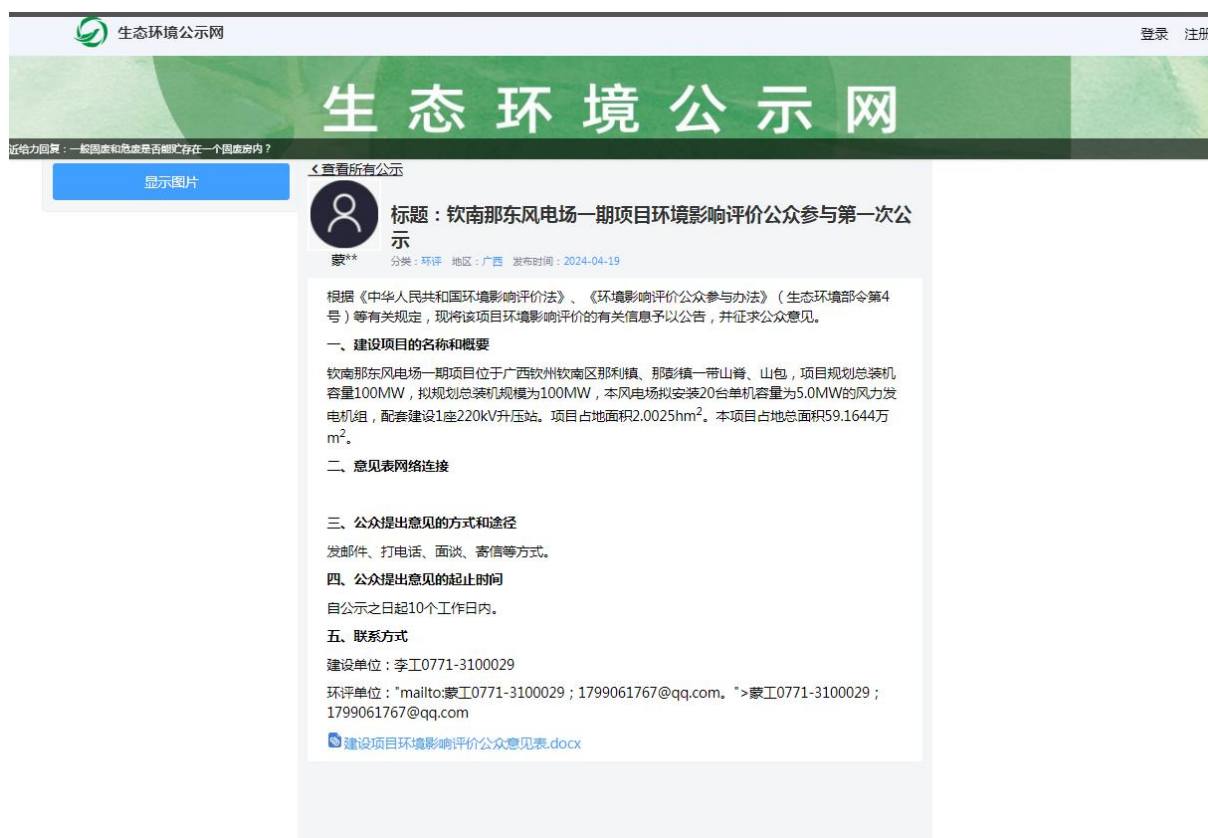 生态环境公示网
登录 注册
生态环境公示网
近给力回复：一般固废和危废是否能贮存在一个固废房内？
显示图片
查看所有公示
标题：钦南那东风电场一期项目环境影响评价公众参与第一次公
示
蒙**
分类：环评 地区：广西 发布时间：2024-04-19
根据《中华人民共和国环境影响评价法》、《环境影响评价公众参与办法》（生态环境部令第4
号）等有关规定，现将该项目环境影响评价的有关信息予以公告，并征求公众意见。
一、建设项目的名称和概要
钦南那东风电场一期项目位于广西钦州钦南区那利镇、那彭镇一带山脊、山包，项目规划总装机
容量100MW，拟规划总装机规模为100MW，本风电场拟安装20台单机容量为5.0MW的风力发
电机组，配套建设1座220kV升压站。项目占地面积2.0025hm²。本项目占地总面积59.1644万
m²。
二、意见表网络连接
三、公众提出意见的方式和途径
发邮件、打电话、面谈、寄信等方式。
四、公众提出意见的起止时间
自公示之日起10个工作日内。
五、联系方式
建设单位：李工0771-3100029
环评单位："mailto:蒙工0771-3100029；1799061767@qq.com。">蒙工0771-3100029；
1799061767@qq.com
建设项目环境影响评价公众意见表.docx